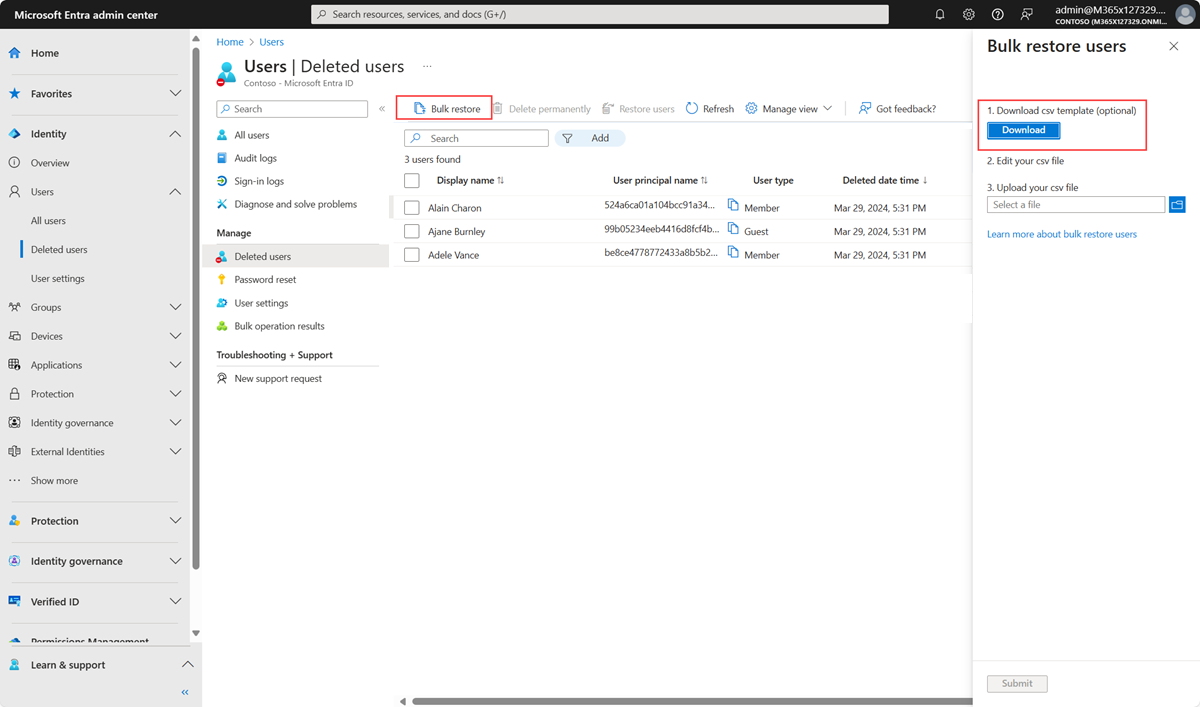 Microsoft Entra admin center
Search resources, services, and docs (G+/)
admin@M365x127329....
CONTOSO (M365X127329.ONMI...
Home
Favorites
Identity
Overview
Users
All users
Deleted users
User settings
Groups
Devices
Applications
Protection
Identity governance
External Identities
Show more
Protection
Identity governance
Verified ID
Permissions Management
Learn & support
Home > Users
Users | Deleted users ...
Contoso - Microsoft Entra ID
Search
All users
Audit logs
Sign-in logs
Diagnose and solve problems
Manage
Deleted users
Password reset
User settings
Bulk operation results
Troubleshooting + Support
New support request
Bulk restore Delete permanently Restore users Refresh Manage view Got feedback?
Search Add
3 users found
Display name User principal name User type Deleted date time
Alain Charon 524a6ca01a104bcc91a34... Member Mar 29, 2024, 5:31 PM
Ajane Burnley 99b05234eeb4416d8fcf4b... Guest Mar 29, 2024, 5:31 PM
Adele Vance be8ce4778772433a8b5b2... Member Mar 29, 2024, 5:31 PM
Bulk restore users
1. Download csv template (optional)
Download
2. Edit your csv file
3. Upload your csv file
Select a file
Learn more about bulk restore users
Submit